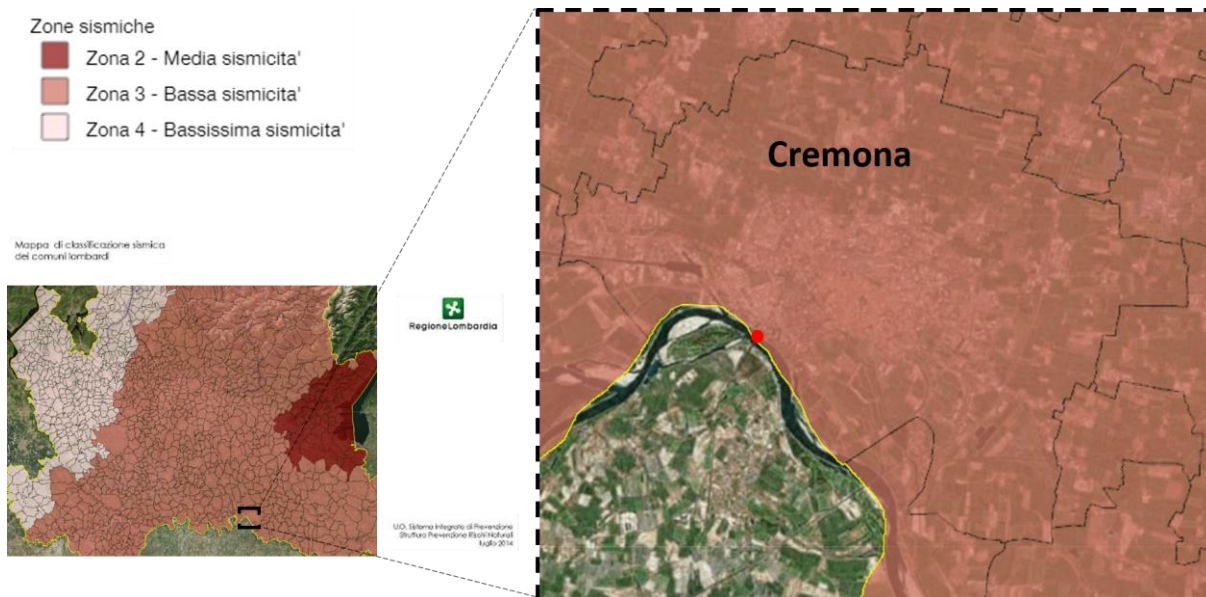 Zone sismiche
Zona 2 - Media sismicita'
Zona 3 - Bassa sismicita'
Zona 4 - Bassissima sismicita'
Mappa di classificazione sismica
dei comuni lombardi
RegioneLombardia
U.O. Sistema Integrato di Prevenzione
Struttura Prevenzione Rischi Naturali
luglio 2014
Cremona